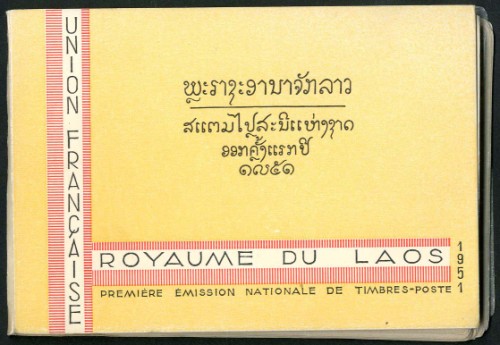 UNION FRANÇAISE
ພຼະຣາຊະອານາຈັກລາວ
ສແຕມໄປສະນີແຫ່ງຊາດ
ອອກຄັ້ງແຮກປີ
໑໙໕໑
ROYAUME DU LAOS
1951
PREMIÈRE ÉMISSION NATIONALE DE TIMBRES-POSTE